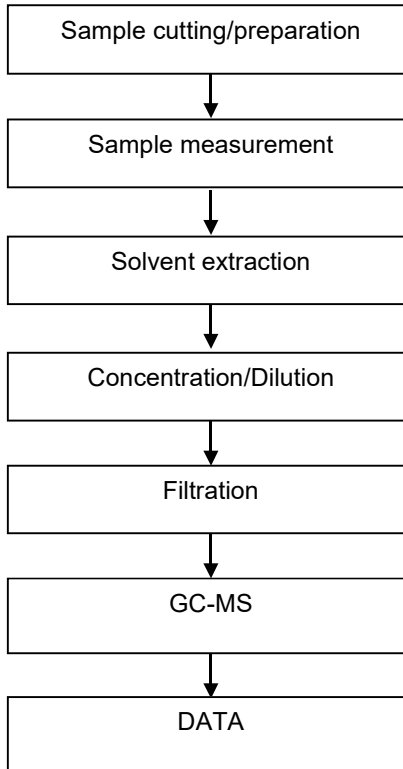 Sample cutting/preparation
Sample measurement
Solvent extraction
Concentration/Dilution
Filtration
GC-MS
DATA